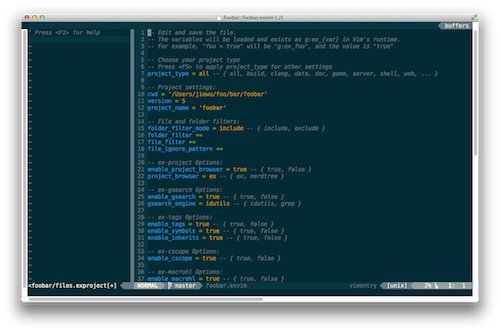 foobar: foobar.exvim (./)
buffers
" Press <F1> for help
1 -- Edit and save the file.
2 -- The variables will be loaded and exists as g:ex_{var} in Vim's runtime.
3 -- For example, "foo = true" will be "g:ex_foo", and the value is "true"
4
5 -- Choose your project type
6 -- Press <F5> to apply project_type for other settings
7 project_type = all -- { all, build, clang, data, doc, game, server, shell, web, ... }
8
9 -- Project settings:
10 cwd = '/Users/jiewu/foo/bar/foobar'
11 version = 5
12 project_name = 'foobar'
13
14 -- File and folder filters:
15 folder_filter_mode = include -- { include, exclude }
16 folder_filter +=
17 file_filter +=
18 file_ignore_pattern +=
19
20 -- ex-project Options:
21 enable_project_browser = true -- { true, false }
22 project_browser = ex -- { ex, nerdtree }
23
24 -- ex-gsearch Options:
25 enable_gsearch = true -- { true, false }
26 gsearch_engine = idutils -- { idutils, grep }
27
28 -- ex-tags Options:
29 enable_tags = true -- { true, false }
30 enable_symbols = true -- { true, false }
31 enable_inherits = true -- { true, false }
32
33 -- ex-cscope Options:
34 enable_cscope = true -- { true, false }
35
36 -- ex-macrohl Options:
37 enable_macrohl = true -- { true, false }
<foobar/files.exproject[+] NORMAL master foobar.exvim vimentry [unix] 2% 1: 1